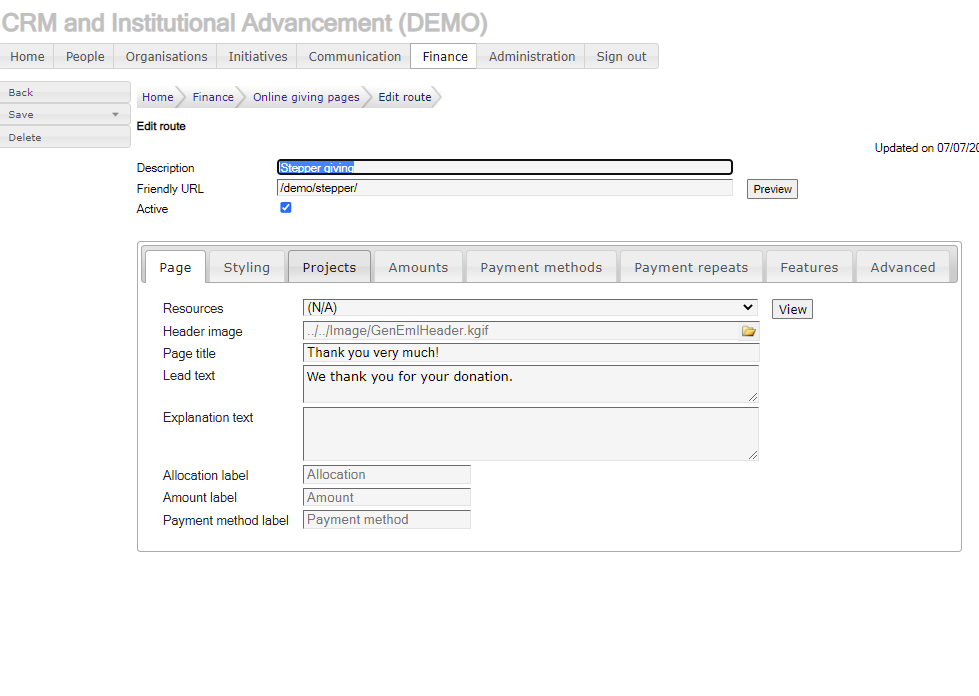 CRM and Institutional Advancement (DEMO)
Home People Organisations Initiatives Communication Finance Administration Sign out
Back
Save
Delete
Home Finance Online giving pages Edit route
Edit route
Updated on 07/07/20
Description Stepper giving
Friendly URL /demo/stepper/ Preview
Active
Page Styling Projects Amounts Payment methods Payment repeats Features Advanced
Resources (N/A) View
Header image ../../Image/GenEmlHeader.kgif
Page title Thank you very much!
Lead text We thank you for your donation.
Explanation text
Allocation label Allocation
Amount label Amount
Payment method label Payment method